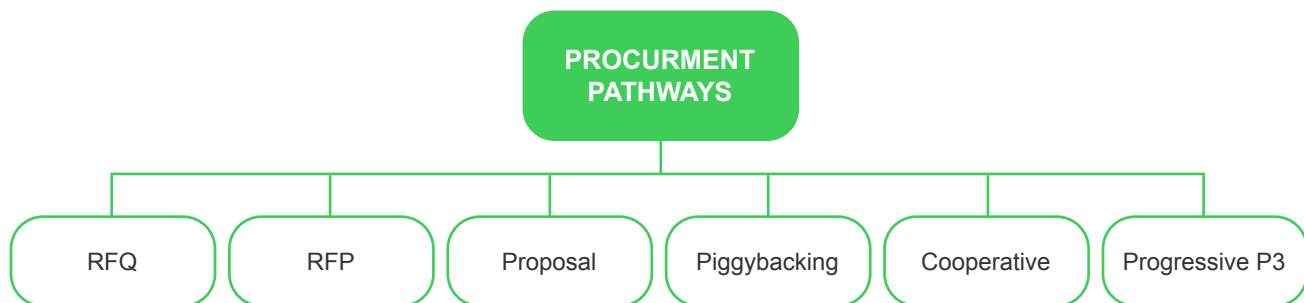 PROCURMENT
PATHWAYS
RFQ
RFP
Proposal
Piggybacking
Cooperative
Progressive P3